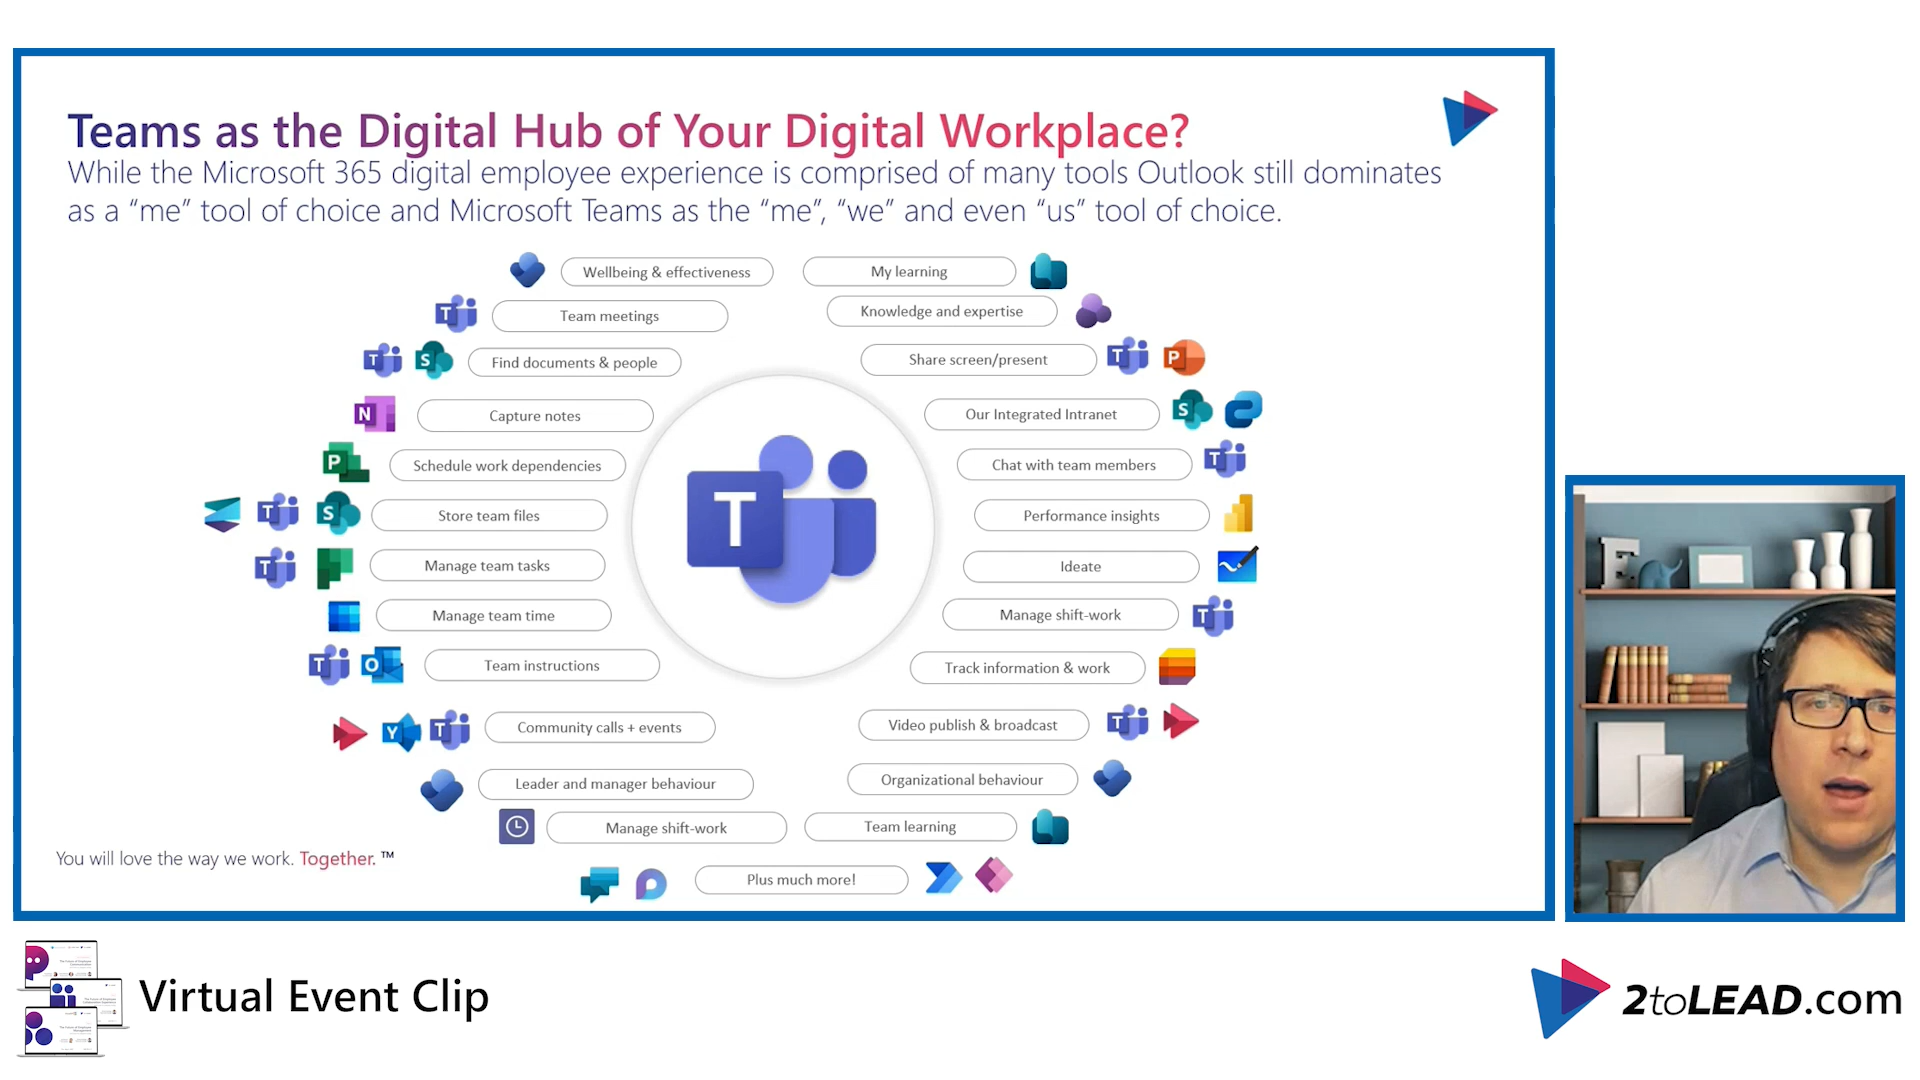 Teams as the Digital Hub of Your Digital Workplace?
While the Microsoft 365 digital employee experience is comprised of many tools Outlook still dominates
as a “me” tool of choice and Microsoft Teams as the “me”, “we” and even “us” tool of choice.
Wellbeing & effectiveness
My learning
Team meetings
Knowledge and expertise
Find documents & people
Share screen/present
Capture notes
Our Integrated Intranet
Schedule work dependencies
Chat with team members
Store team files
Performance insights
Manage team tasks
Ideate
Manage team time
Manage shift-work
Team instructions
Track information & work
Community calls + events
Video publish & broadcast
Leader and manager behaviour
Organizational behaviour
Manage shift-work
Team learning
Plus much more!
T
T
S
T
P
N
S
P
T
T
S
T
T
T
T
O
Y
T
T
You will love the way we work. Together. ™
Virtual Event Clip
2toLEAD.com